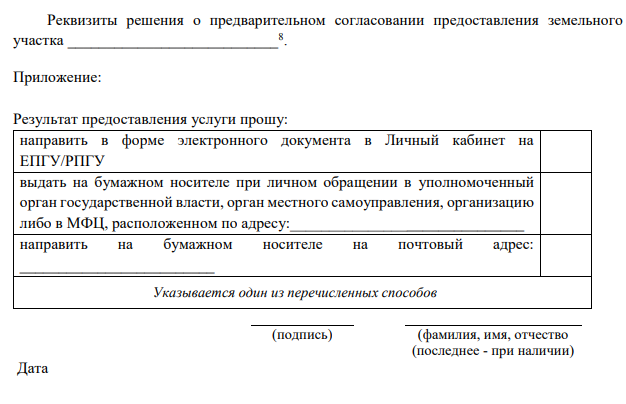 Реквизиты решения о предварительном согласовании предоставления земельного
участка ____________________________8.
Приложение:
Результат предоставления услуги прошу:
направить в форме электронного документа в Личный кабинет на
ЕПГУ/РПГУ
выдать на бумажном носителе при личном обращении в уполномоченный
орган государственной власти, орган местного самоуправления, организацию
либо в МФЦ, расположенном по адресу:_______________________________
направить на бумажном носителе на почтовый адрес:
__________________________
Указывается один из перечисленных способов
(подпись) (фамилия, имя, отчество
(последнее - при наличии)
Дата